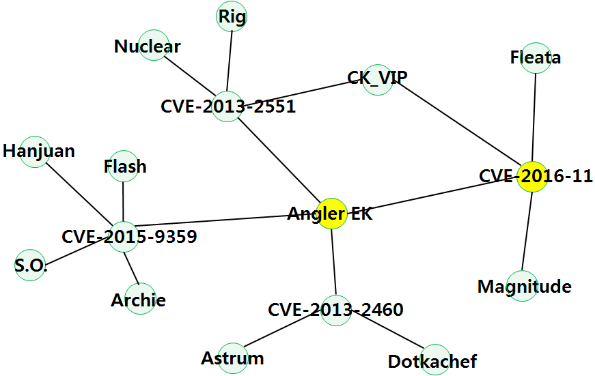 Rig
Nuclear
Fleata
CK_VIP
CVE-2013-2551
Hanjuan
Flash
CVE-2016-11
Angler EK
CVE-2015-9359
S.O.
Magnitude
Archie
CVE-2013-2460
Astrum
Dotkachef